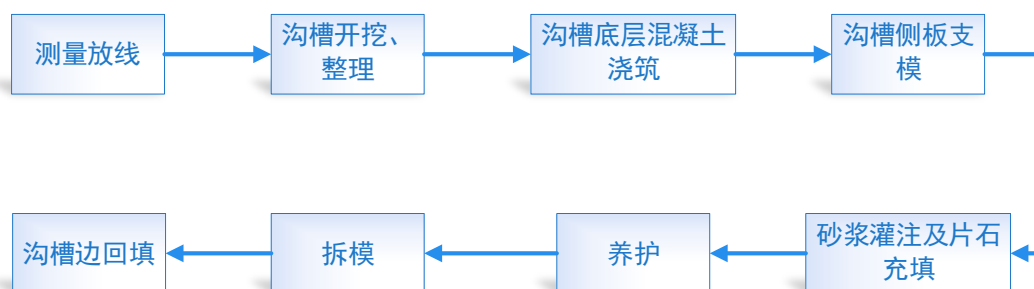 测量放线
沟槽开挖、
整理
沟槽底层混凝土
浇筑
沟槽侧板支
模
沟槽边回填
拆模
养护
砂浆灌注及片石
充填